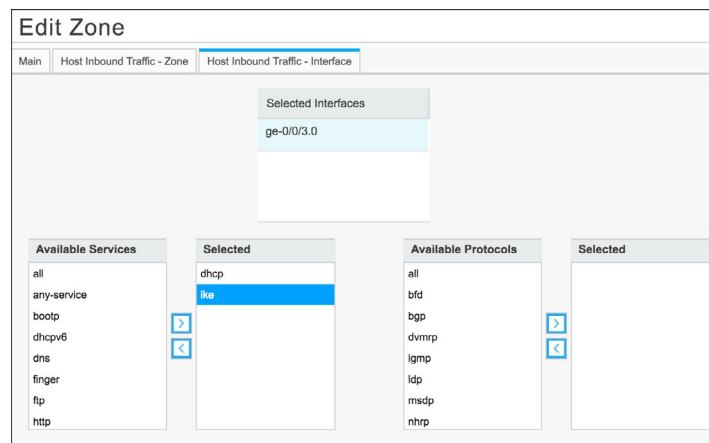 Edit Zone
Main
Host Inbound Traffic - Zone
Host Inbound Traffic - Interface
Selected Interfaces
ge-0/0/3.0
Available Services
all
any-service
bootp
dhcpv6
dns
finger
ftp
http
Selected
dhcp
ike
Available Protocols
all
bfd
bgp
dvmrp
igmp
ldp
msdp
nhrp
Selected